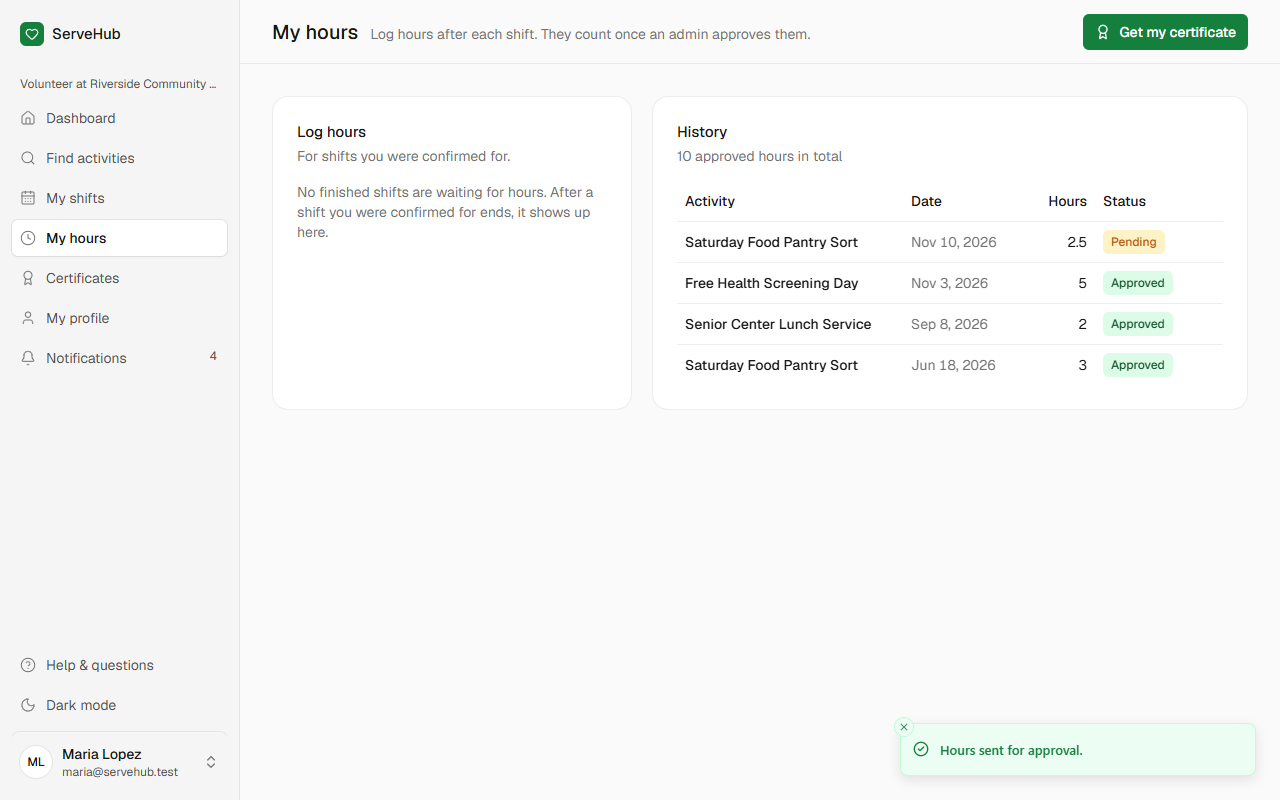 ServeHub
Volunteer at Riverside Community ...
Dashboard
Find activities
My shifts
My hours
Certificates
My profile
Notifications 4
Help & questions
Dark mode
ML
Maria Lopez
maria@servehub.test
My hours Log hours after each shift. They count once an admin approves them.
Get my certificate
Log hours
For shifts you were confirmed for.
No finished shifts are waiting for hours. After a
shift you were confirmed for ends, it shows up
here.
History
10 approved hours in total
Activity Date Hours Status
Saturday Food Pantry Sort Nov 10, 2026 2.5 Pending
Free Health Screening Day Nov 3, 2026 5 Approved
Senior Center Lunch Service Sep 8, 2026 2 Approved
Saturday Food Pantry Sort Jun 18, 2026 3 Approved
Hours sent for approval.